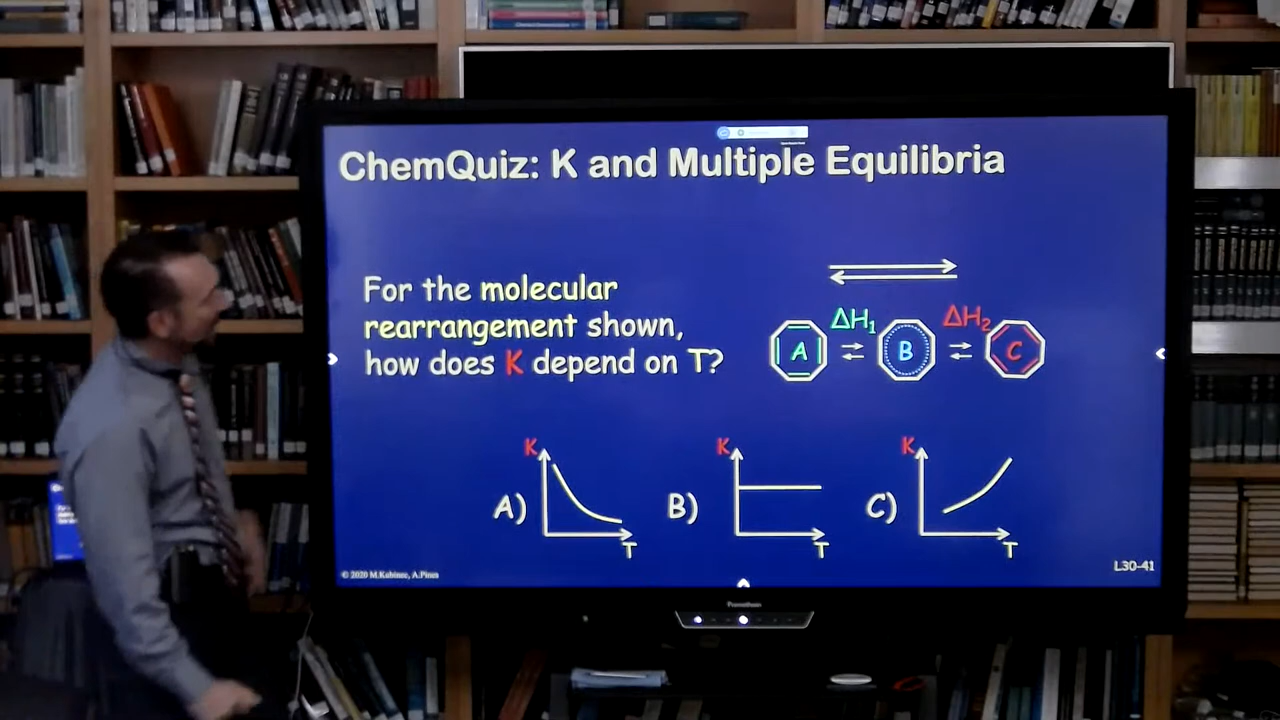 ChemQuiz: K and Multiple Equilibria
For the molecular
rearrangement shown,
how does K depend on T?
ΔH₁ ΔH₂
A B C
A) K T
B) K T
C) K T
© 2020 M.Kubinec, A.Pines
L30-41
Promethean